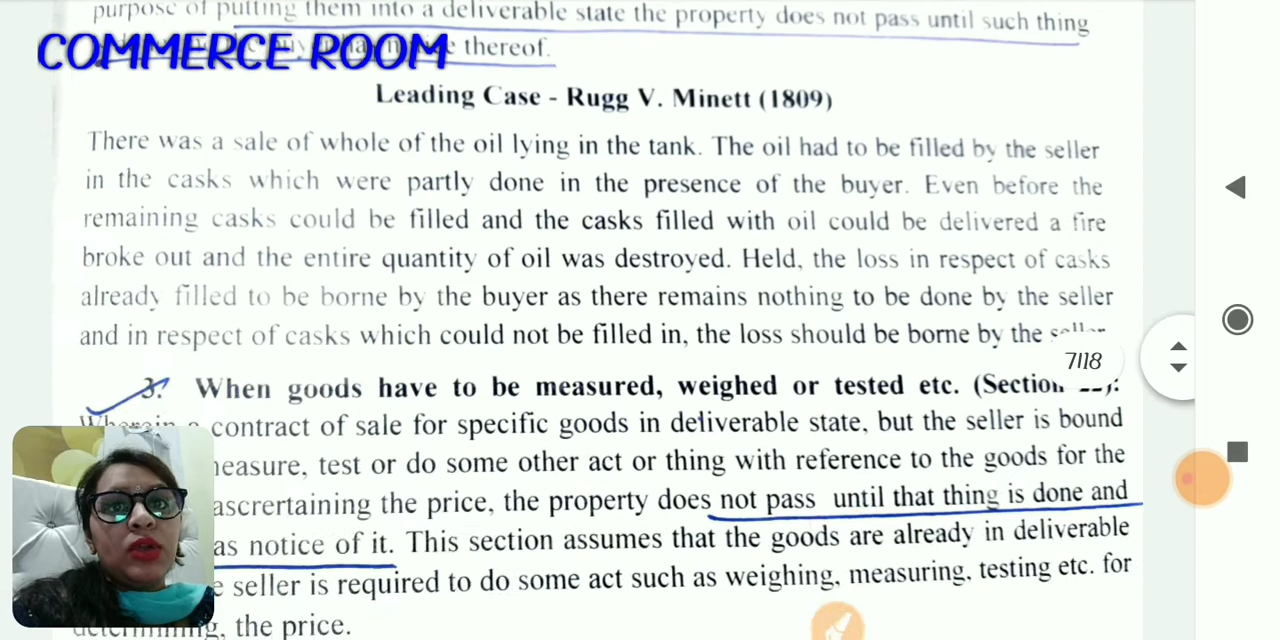 purpose of putting them into a deliverable state the property does not pass until such thing
COMMERCE ROOM
thereof.
Leading Case - Rugg V. Minett (1809)
There was a sale of whole of the oil lying in the tank. The oil had to be filled by the seller
in the casks which were partly done in the presence of the buyer. Even before the
remaining casks could be filled and the casks filled with oil could be delivered a fire
broke out and the entire quantity of oil was destroyed. Held, the loss in respect of casks
already filled to be borne by the buyer as there remains nothing to be done by the seller
and in respect of casks which could not be filled in, the loss should be borne by the seller
7/18
3. When goods have to be measured, weighed or tested etc. (Section
contract of sale for specific goods in deliverable state, but the seller is bound
measure, test or do some other act or thing with reference to the goods for the
ascrertaining the price, the property does not pass until that thing is done and
as notice of it. This section assumes that the goods are already in deliverable
seller is required to do some act such as weighing, measuring, testing etc. for
the price.